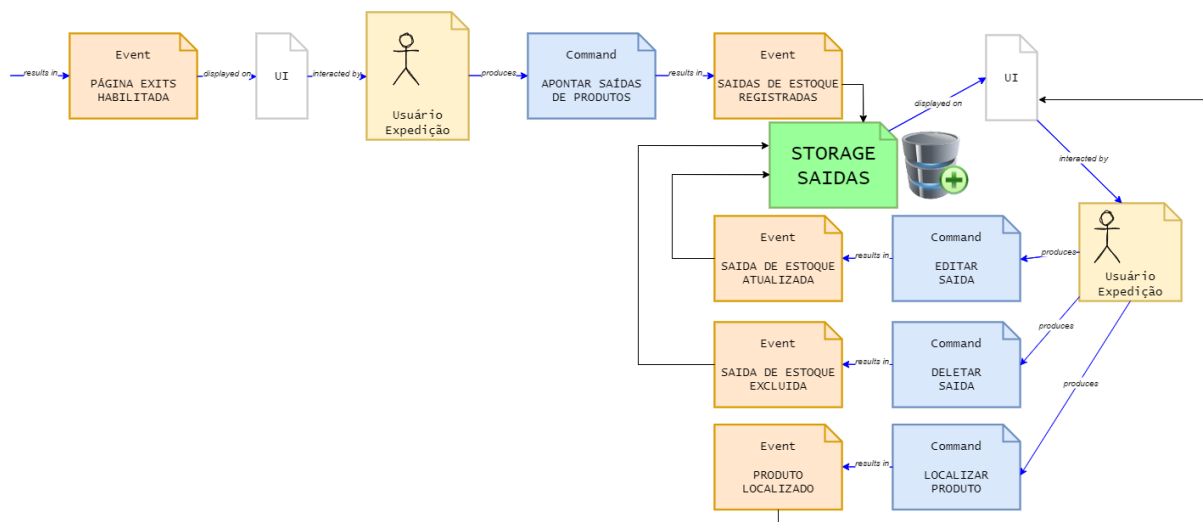 results in
Event
PÁGINA EXITS
HABILITADA
displayed on
UI
interacted by
Usuário
Expedição
produces
Command
APONTAR SAÍDAS
DE PRODUTOS
results in
Event
SAIDAS DE ESTOQUE
REGISTRADAS
displayed on
UI
interacted by
STORAGE
SAIDAS
Usuário
Expedição
produces
Command
EDITAR
SAIDA
results in
Event
SAIDA DE ESTOQUE
ATUALIZADA
produces
Command
DELETAR
SAIDA
results in
Event
SAIDA DE ESTOQUE
EXCLUIDA
produces
Command
LOCALIZAR
PRODUTO
results in
Event
PRODUTO
LOCALIZADO